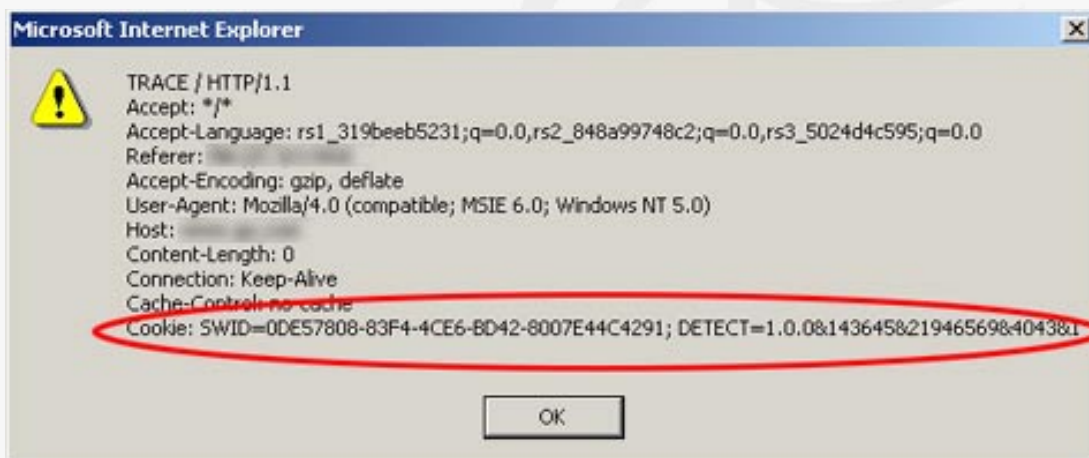 Microsoft Internet Explorer
TRACE / HTTP/1.1
Accept: */*
Accept-Language: rs1_319beeb5231;q=0.0,rs2_848a99748c2;q=0.0,rs3_5024d4c595;q=0.0
Referer:
Accept-Encoding: gzip, deflate
User-Agent: Mozilla/4.0 (compatible; MSIE 6.0; Windows NT 5.0)
Host:
Content-Length: 0
Connection: Keep-Alive
Cache-Control: no-cache
Cookie: SWID=0DE57808-83F4-4CE6-BD42-8007E44C4291; DETECT=1.0.0&143645&21946569&4043&1
OK